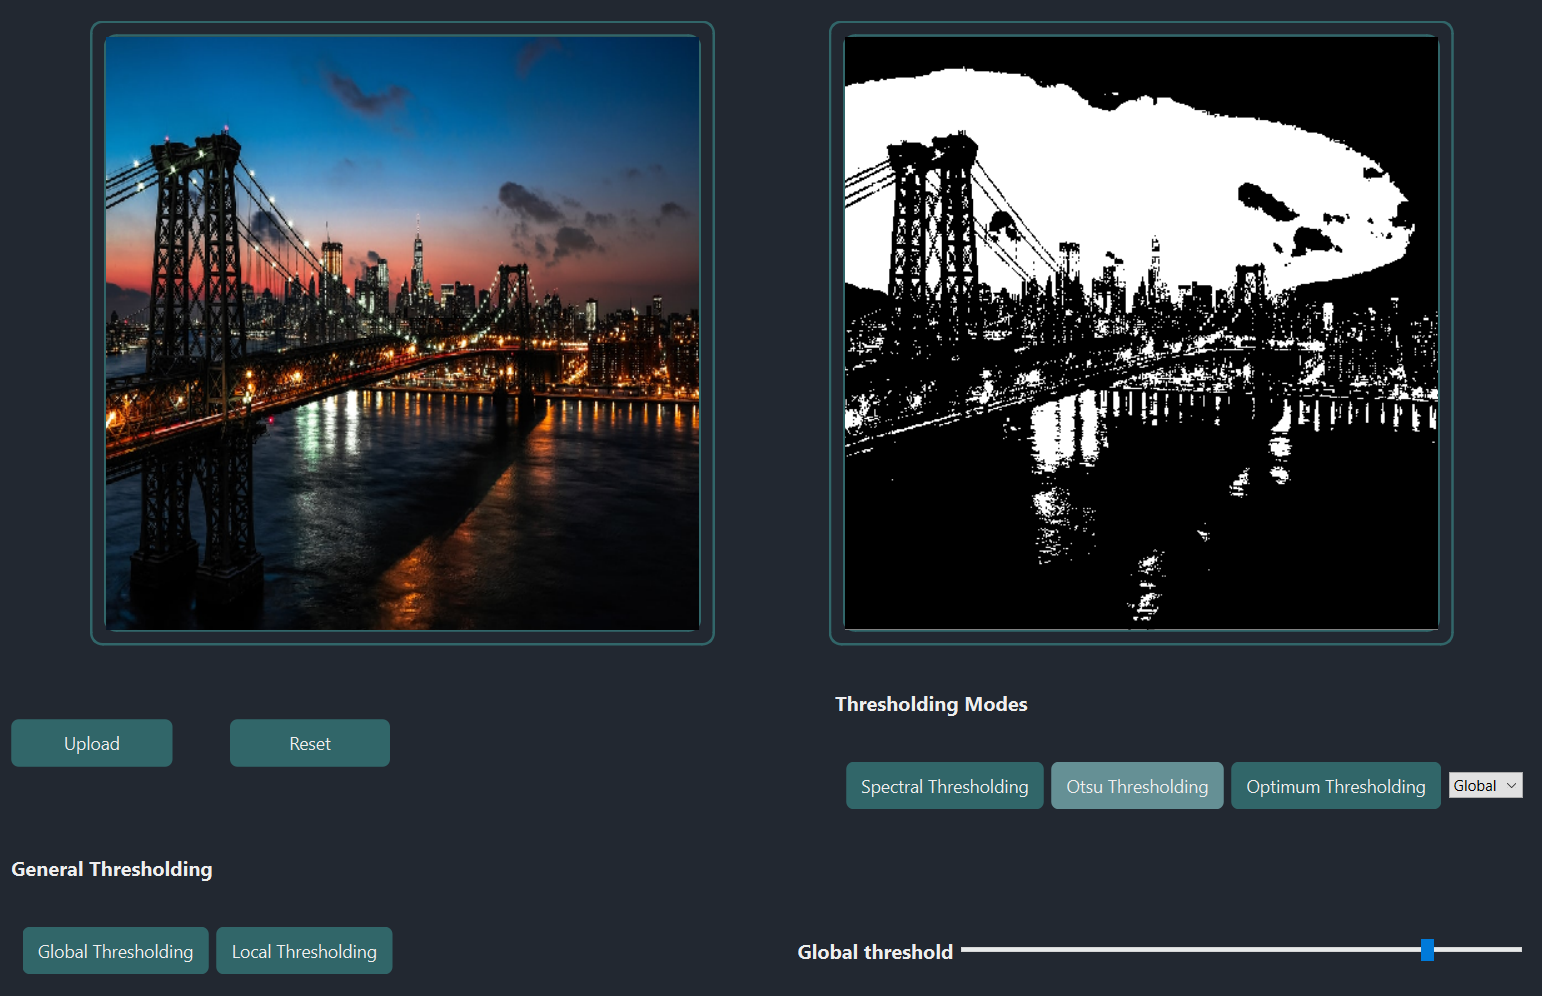 Thresholding Modes
Upload
Reset
Spectral Thresholding
Otsu Thresholding
Optimum Thresholding
Global
General Thresholding
Global Thresholding
Local Thresholding
Global threshold